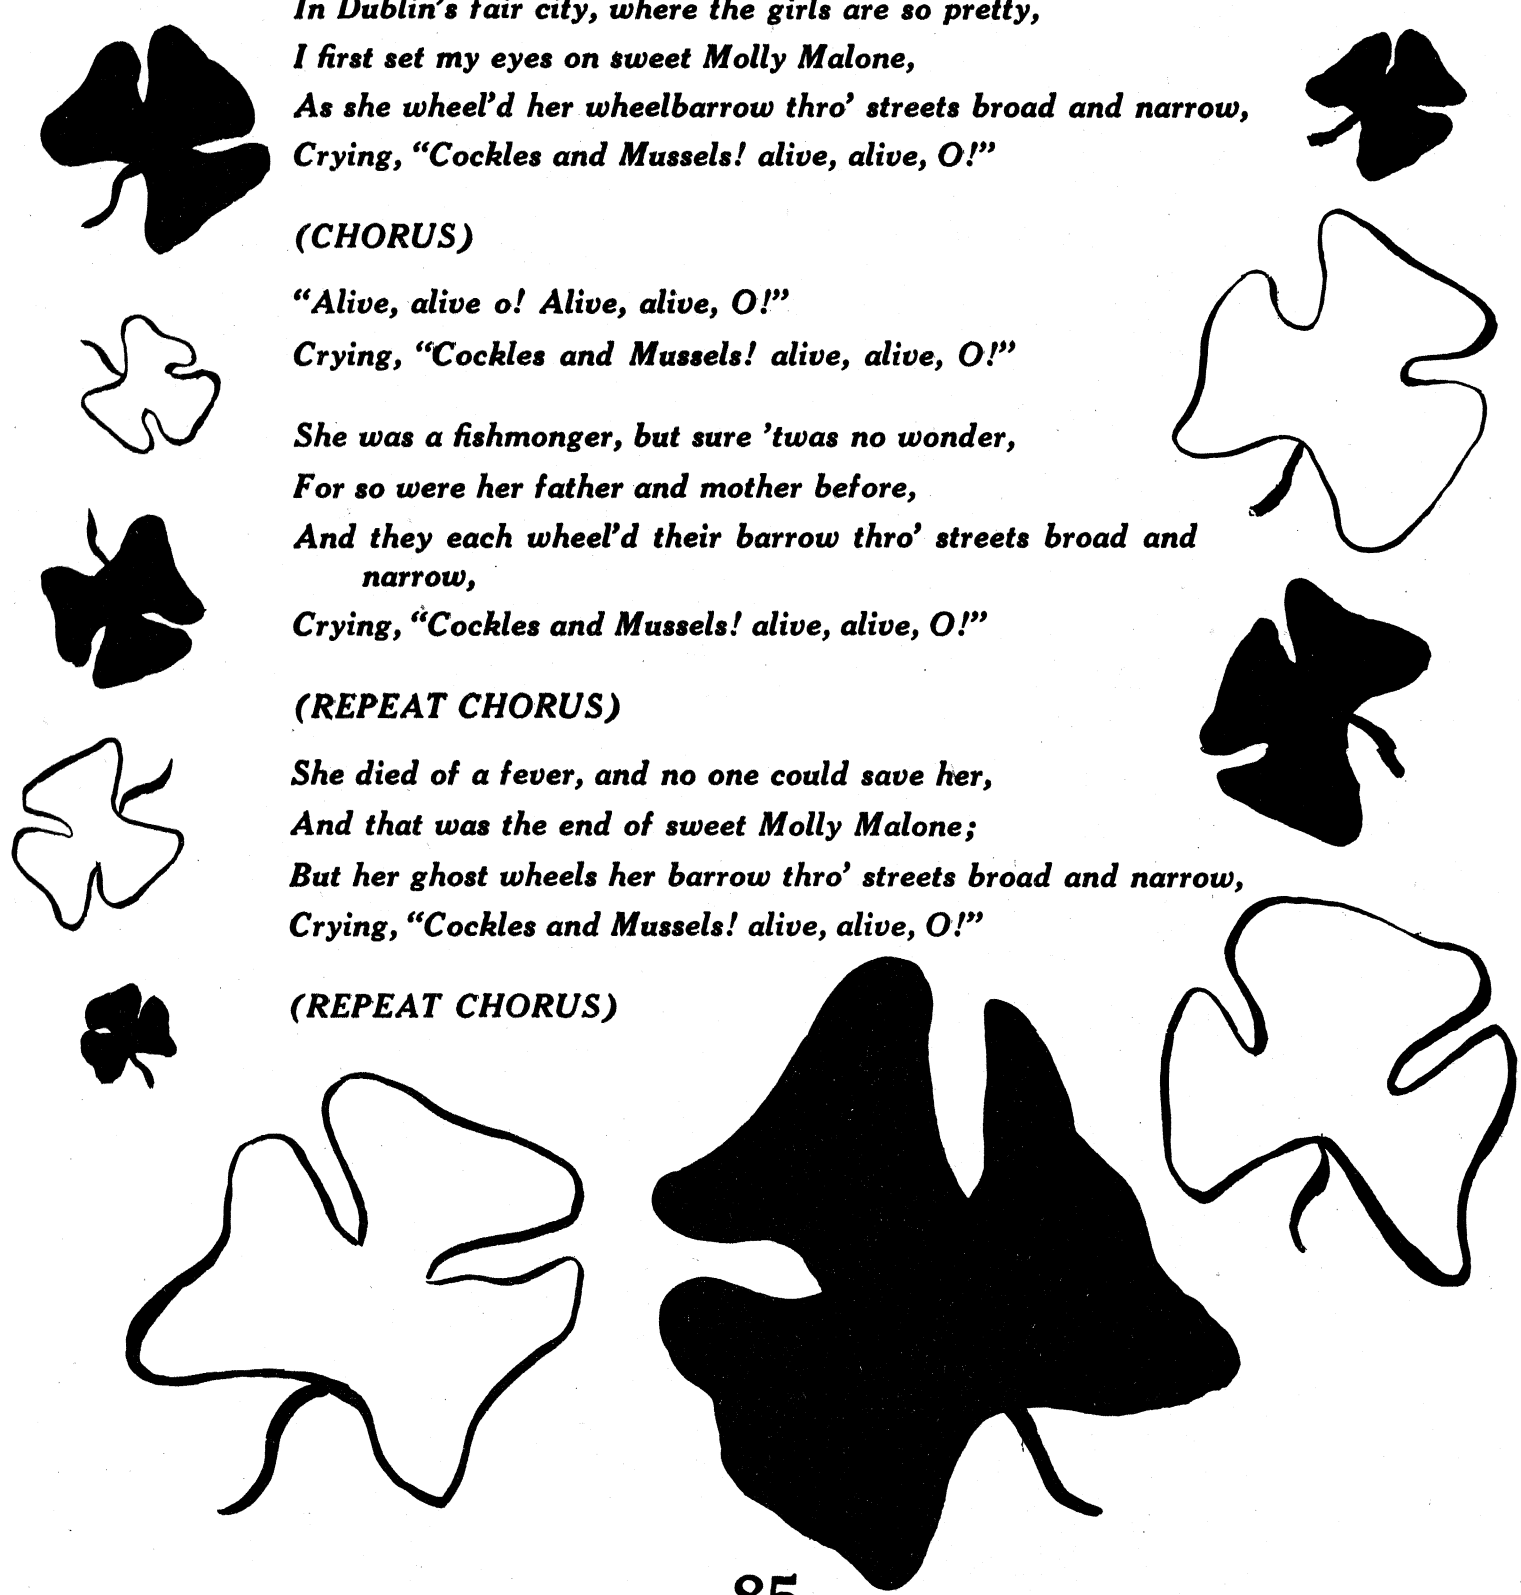 In Dublin's fair city, where the girls are so pretty,
I first set my eyes on sweet Molly Malone,
As she wheel'd her wheelbarrow thro' streets broad and narrow,
Crying, “Cockles and Mussels! alive, alive, O!”
(CHORUS)
“Alive, alive o! Alive, alive, O!”
Crying, “Cockles and Mussels! alive, alive, O!”
She was a fishmonger, but sure ’twas no wonder,
For so were her father and mother before,
And they each wheel’d their barrow thro’ streets broad and
narrow,
Crying, “Cockles and Mussels! alive, alive, O!”
(REPEAT CHORUS)
She died of a fever, and no one could save her,
And that was the end of sweet Molly Malone;
But her ghost wheels her barrow thro’ streets broad and narrow,
Crying, “Cockles and Mussels! alive, alive, O!”
(REPEAT CHORUS)